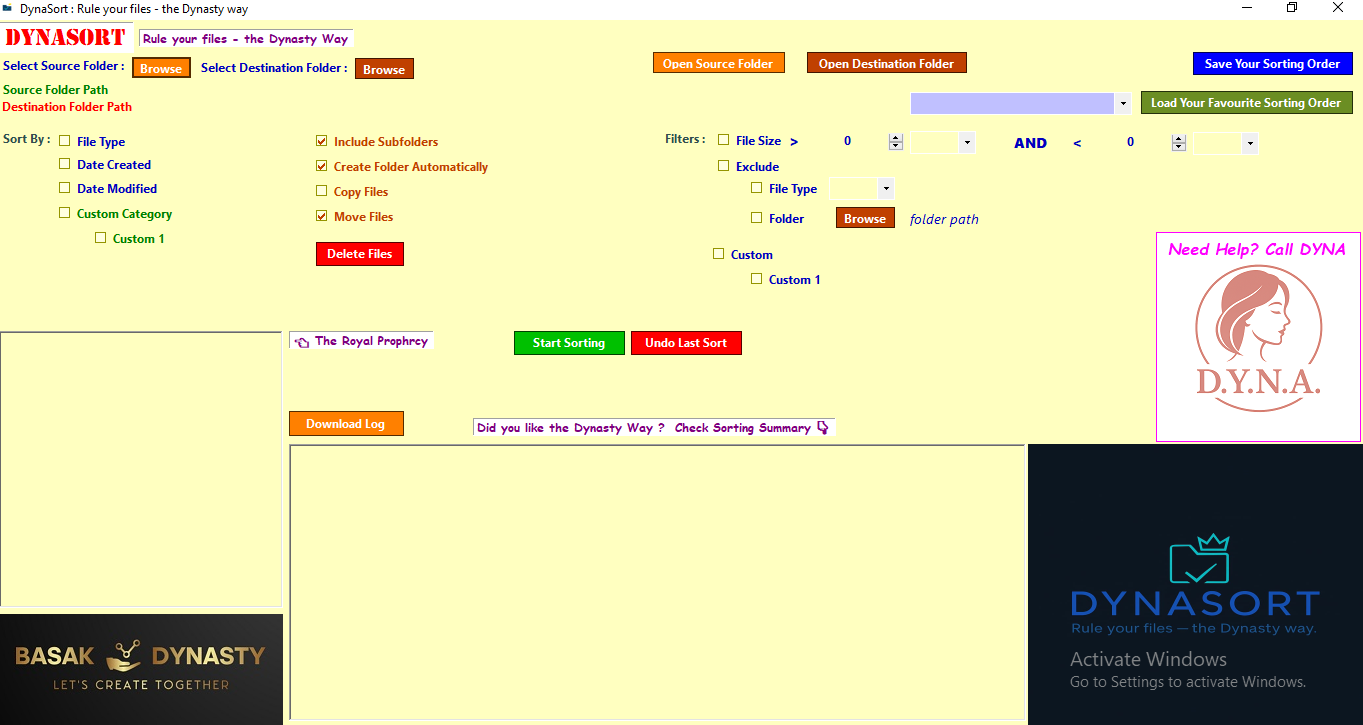 DynaSort : Rule your files - the Dynasty way
DYNASORT
Rule your files - the Dynasty Way
Select Source Folder : Browse Select Destination Folder : Browse
Open Source Folder Open Destination Folder
Save Your Sorting Order
Source Folder Path
Destination Folder Path
Load Your Favourite Sorting Order
Sort By : File Type
Date Created
Date Modified
Custom Category
Custom 1
Include Subfolders
Create Folder Automatically
Copy Files
Move Files
Delete Files
Filters : File Size > 0 AND < 0
Exclude
File Type
Folder Browse folder path
Custom
Custom 1
Need Help? Call DYNA
D.Y.N.A.
The Royal Prophrcy
Start Sorting Undo Last Sort
Download Log
Did you like the Dynasty Way ? Check Sorting Summary
BASAK DYNASTY
LET'S CREATE TOGETHER
DYNASORT
Rule your files — the Dynasty way.
Activate Windows
Go to Settings to activate Windows.